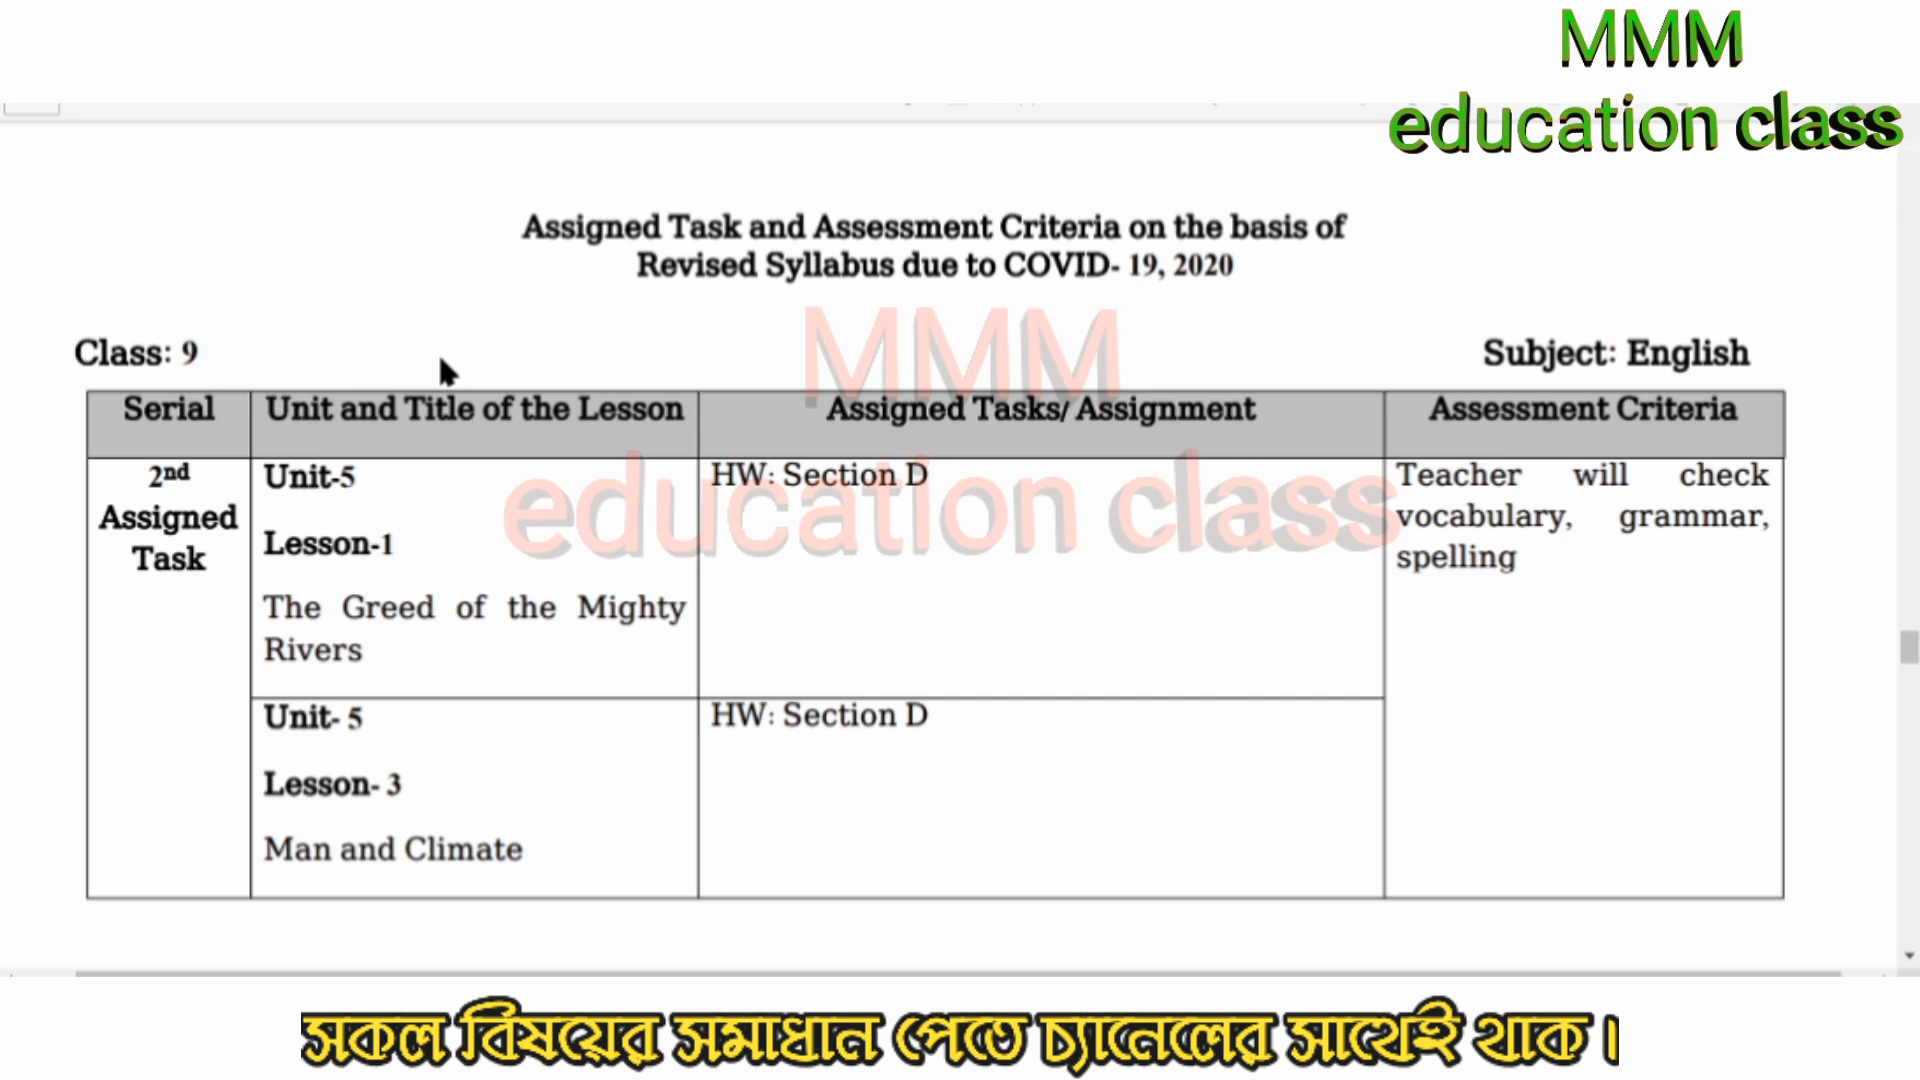 MMM
education class
Assigned Task and Assessment Criteria on the basis of
Revised Syllabus due to COVID- 19, 2020
MMM
education class
Class: 9
Subject: English
Serial
Unit and Title of the Lesson
Assigned Tasks/ Assignment
Assessment Criteria
2nd
Assigned
Task
Unit-5
Lesson-1
The Greed of the Mighty
Rivers
HW: Section D
Teacher will check
vocabulary, grammar,
spelling
Unit- 5
Lesson- 3
Man and Climate
HW: Section D
সকল বিষয়ের সমাধান পেতে চ্যানেলের সাথেই থাক।